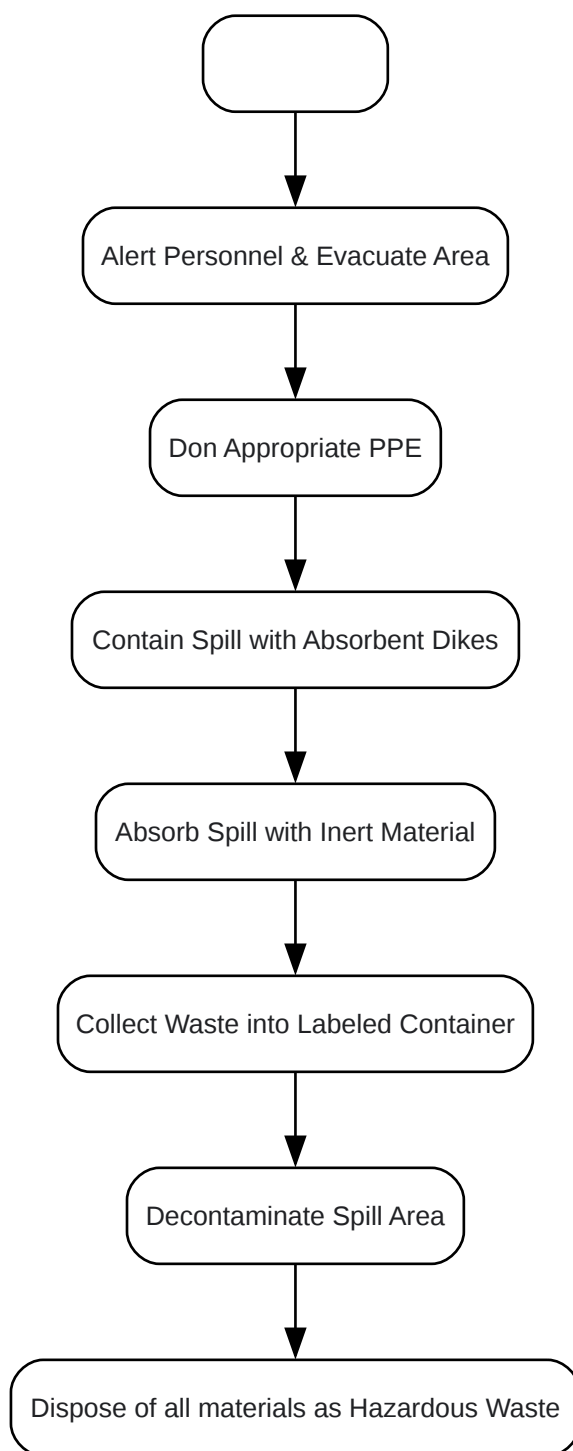 Alert Personnel & Evacuate Area
Don Appropriate PPE
Contain Spill with Absorbent Dikes
Absorb Spill with Inert Material
Collect Waste into Labeled Container
Decontaminate Spill Area
Dispose of all materials as Hazardous Waste